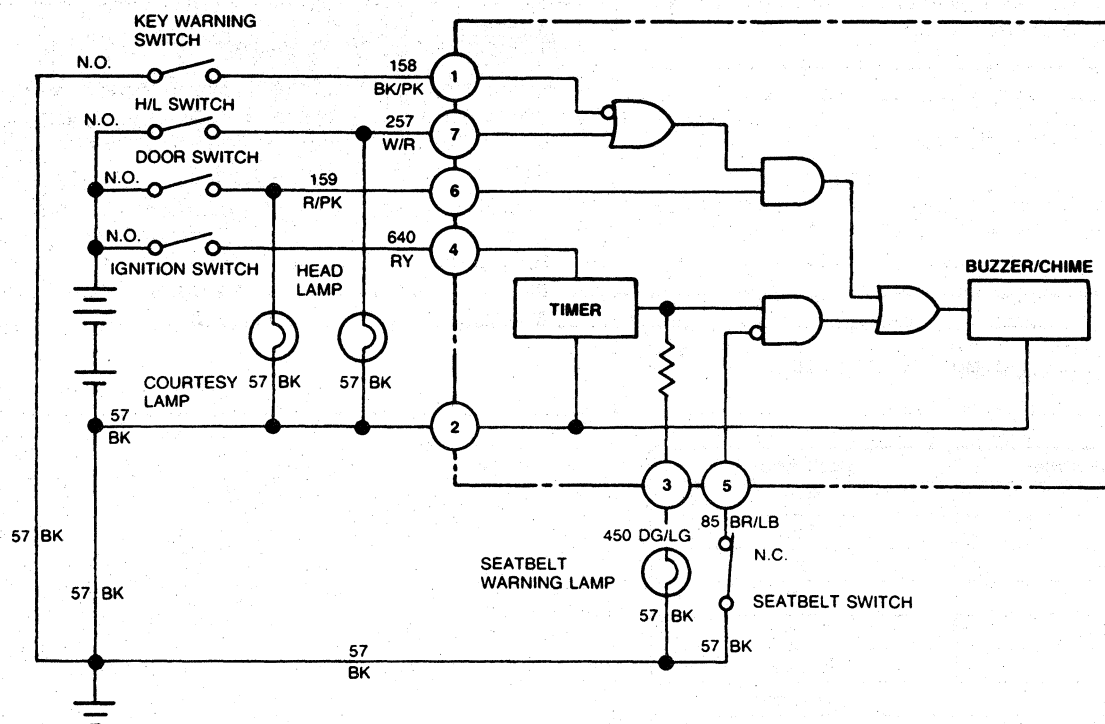 KEY WARNING
SWITCH
N.O.
158
BK/PK
1
H/L SWITCH
N.O.
257
W/R
7
DOOR SWITCH
N.O.
159
R/PK
6
N.O.
640
RY
4
IGNITION SWITCH
HEAD
LAMP
BUZZER/CHIME
TIMER
COURTESY
LAMP
57 BK
57 BK
57
BK
2
3
5
57 BK
450 DG/LG
85 BR/LB
N.C.
SEATBELT
WARNING LAMP
SEATBELT SWITCH
57 BK
57 BK
57 BK
57
BK